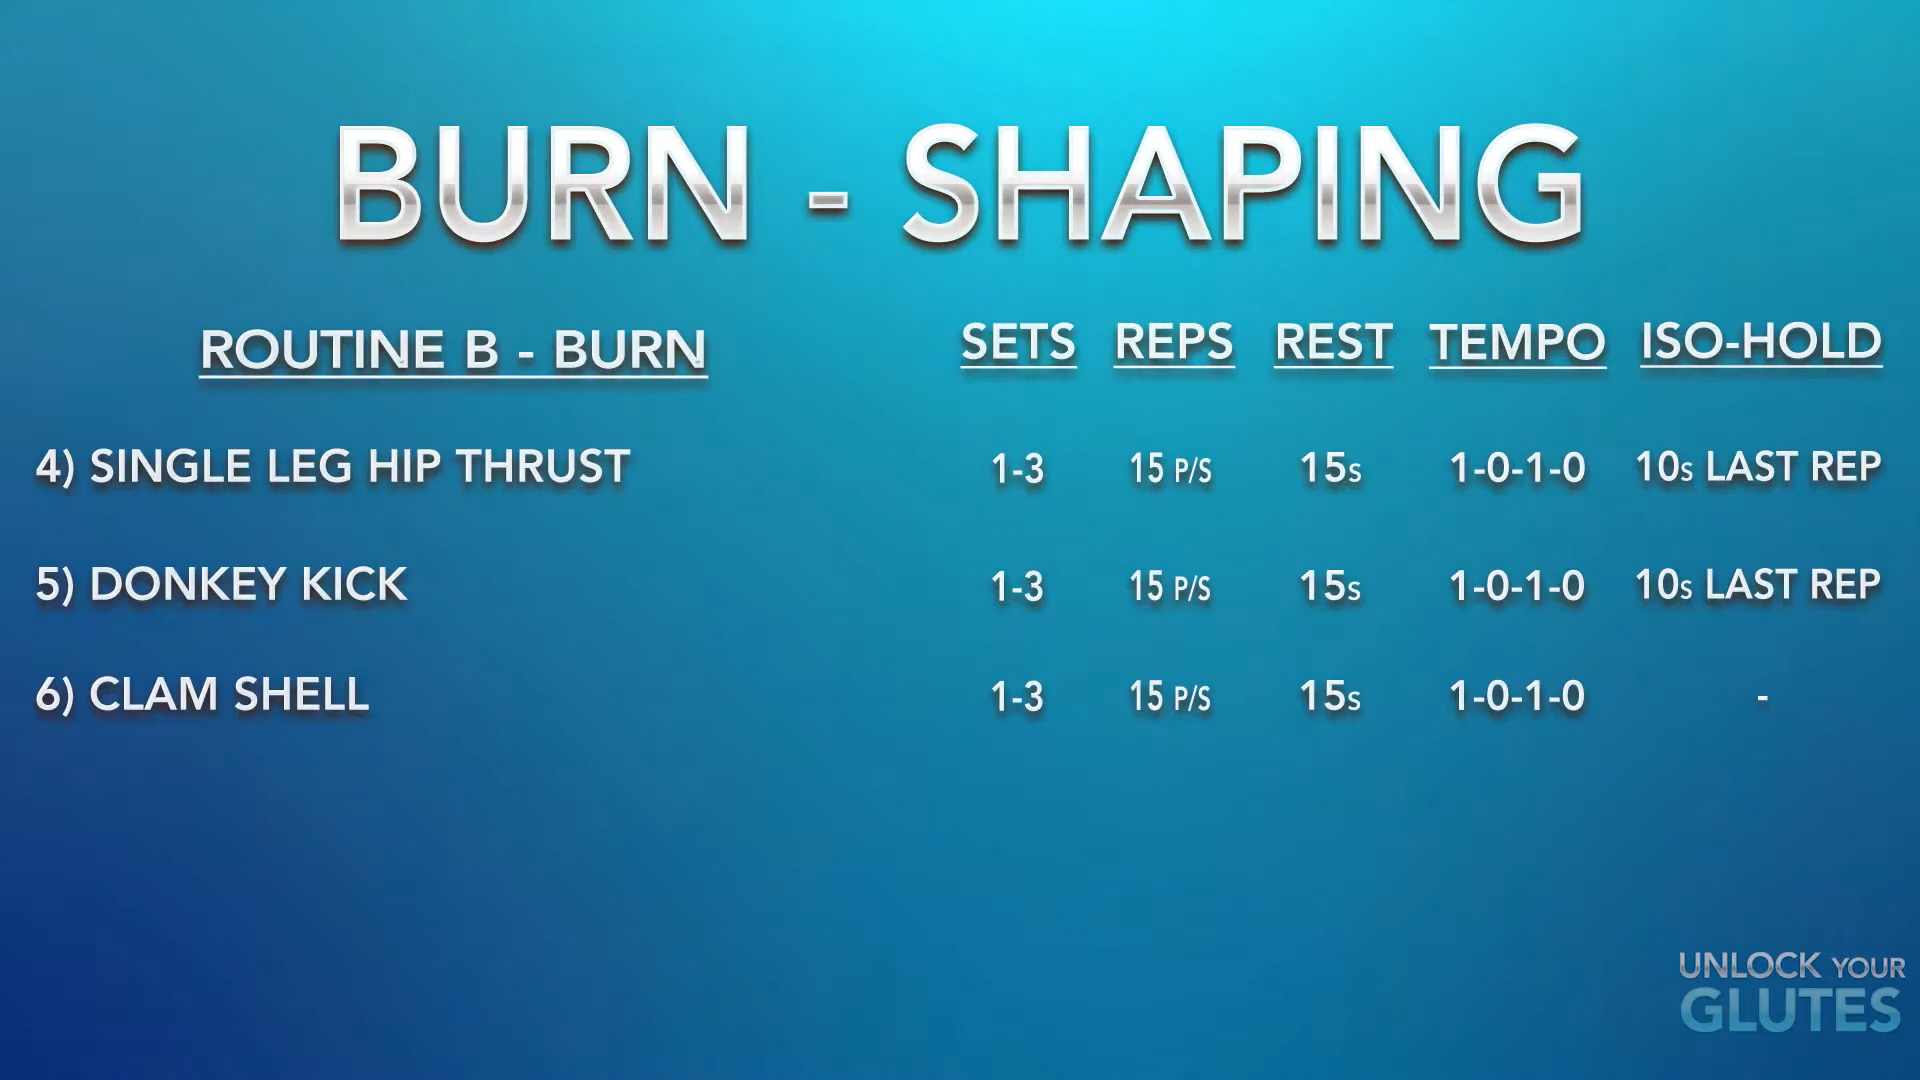 BURN - SHAPING
ROUTINE B - BURN SETS REPS REST TEMPO ISO-HOLD
4) SINGLE LEG HIP THRUST 1-3 15 P/S 15s 1-0-1-0 10s LAST REP
5) DONKEY KICK 1-3 15 P/S 15s 1-0-1-0 10s LAST REP
6) CLAM SHELL 1-3 15 P/S 15s 1-0-1-0 -
UNLOCK YOUR
GLUTES